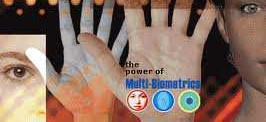 the
power of
Multi-Biometrics